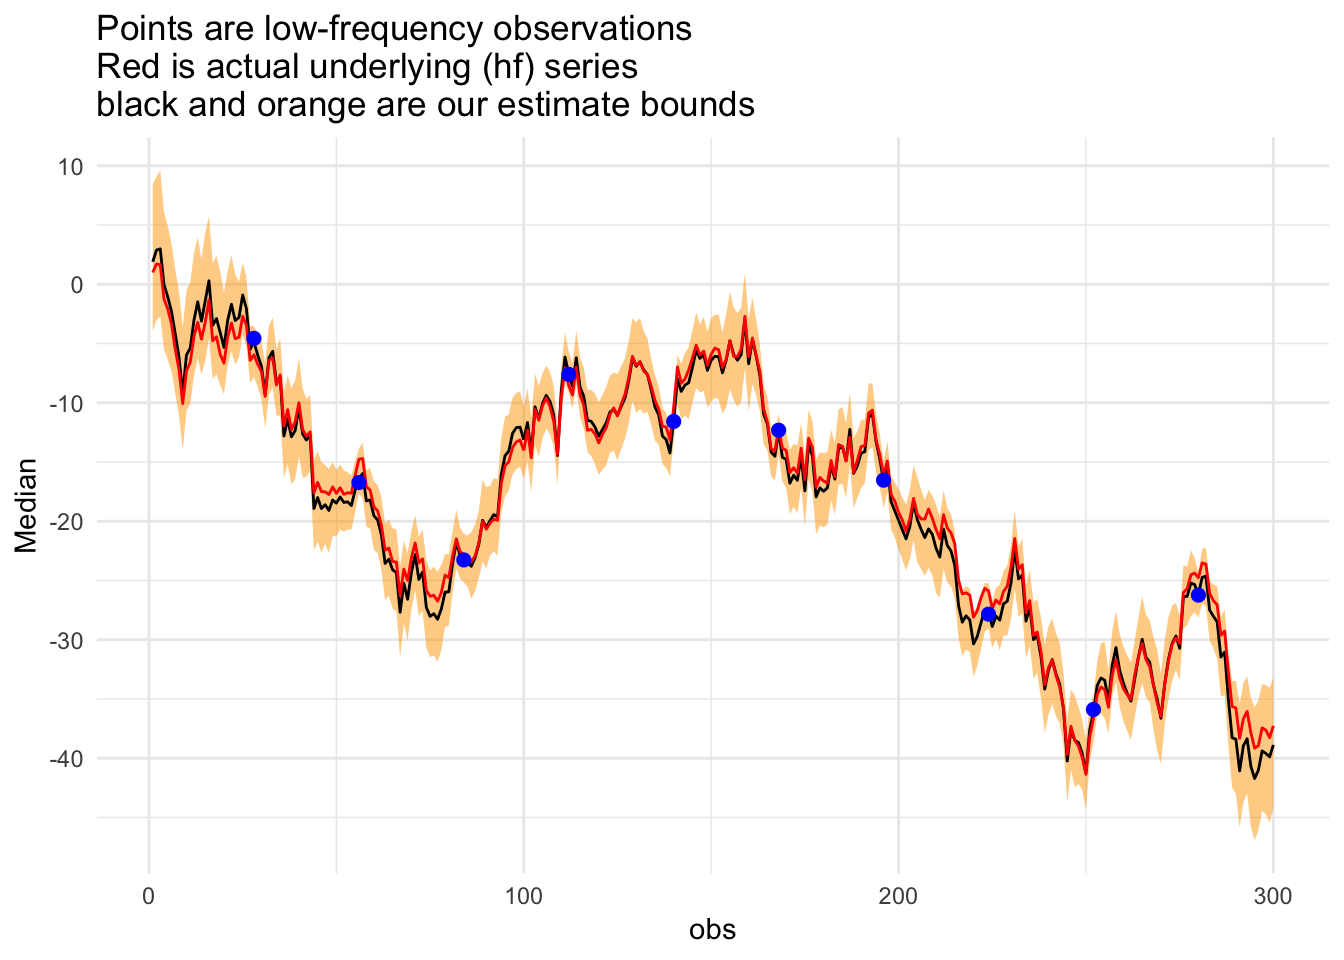 Points are low-frequency observations
Red is actual underlying (hf) series
black and orange are our estimate bounds
10
0
-10
-20
-30
-40
Median
0 100 200 300
obs